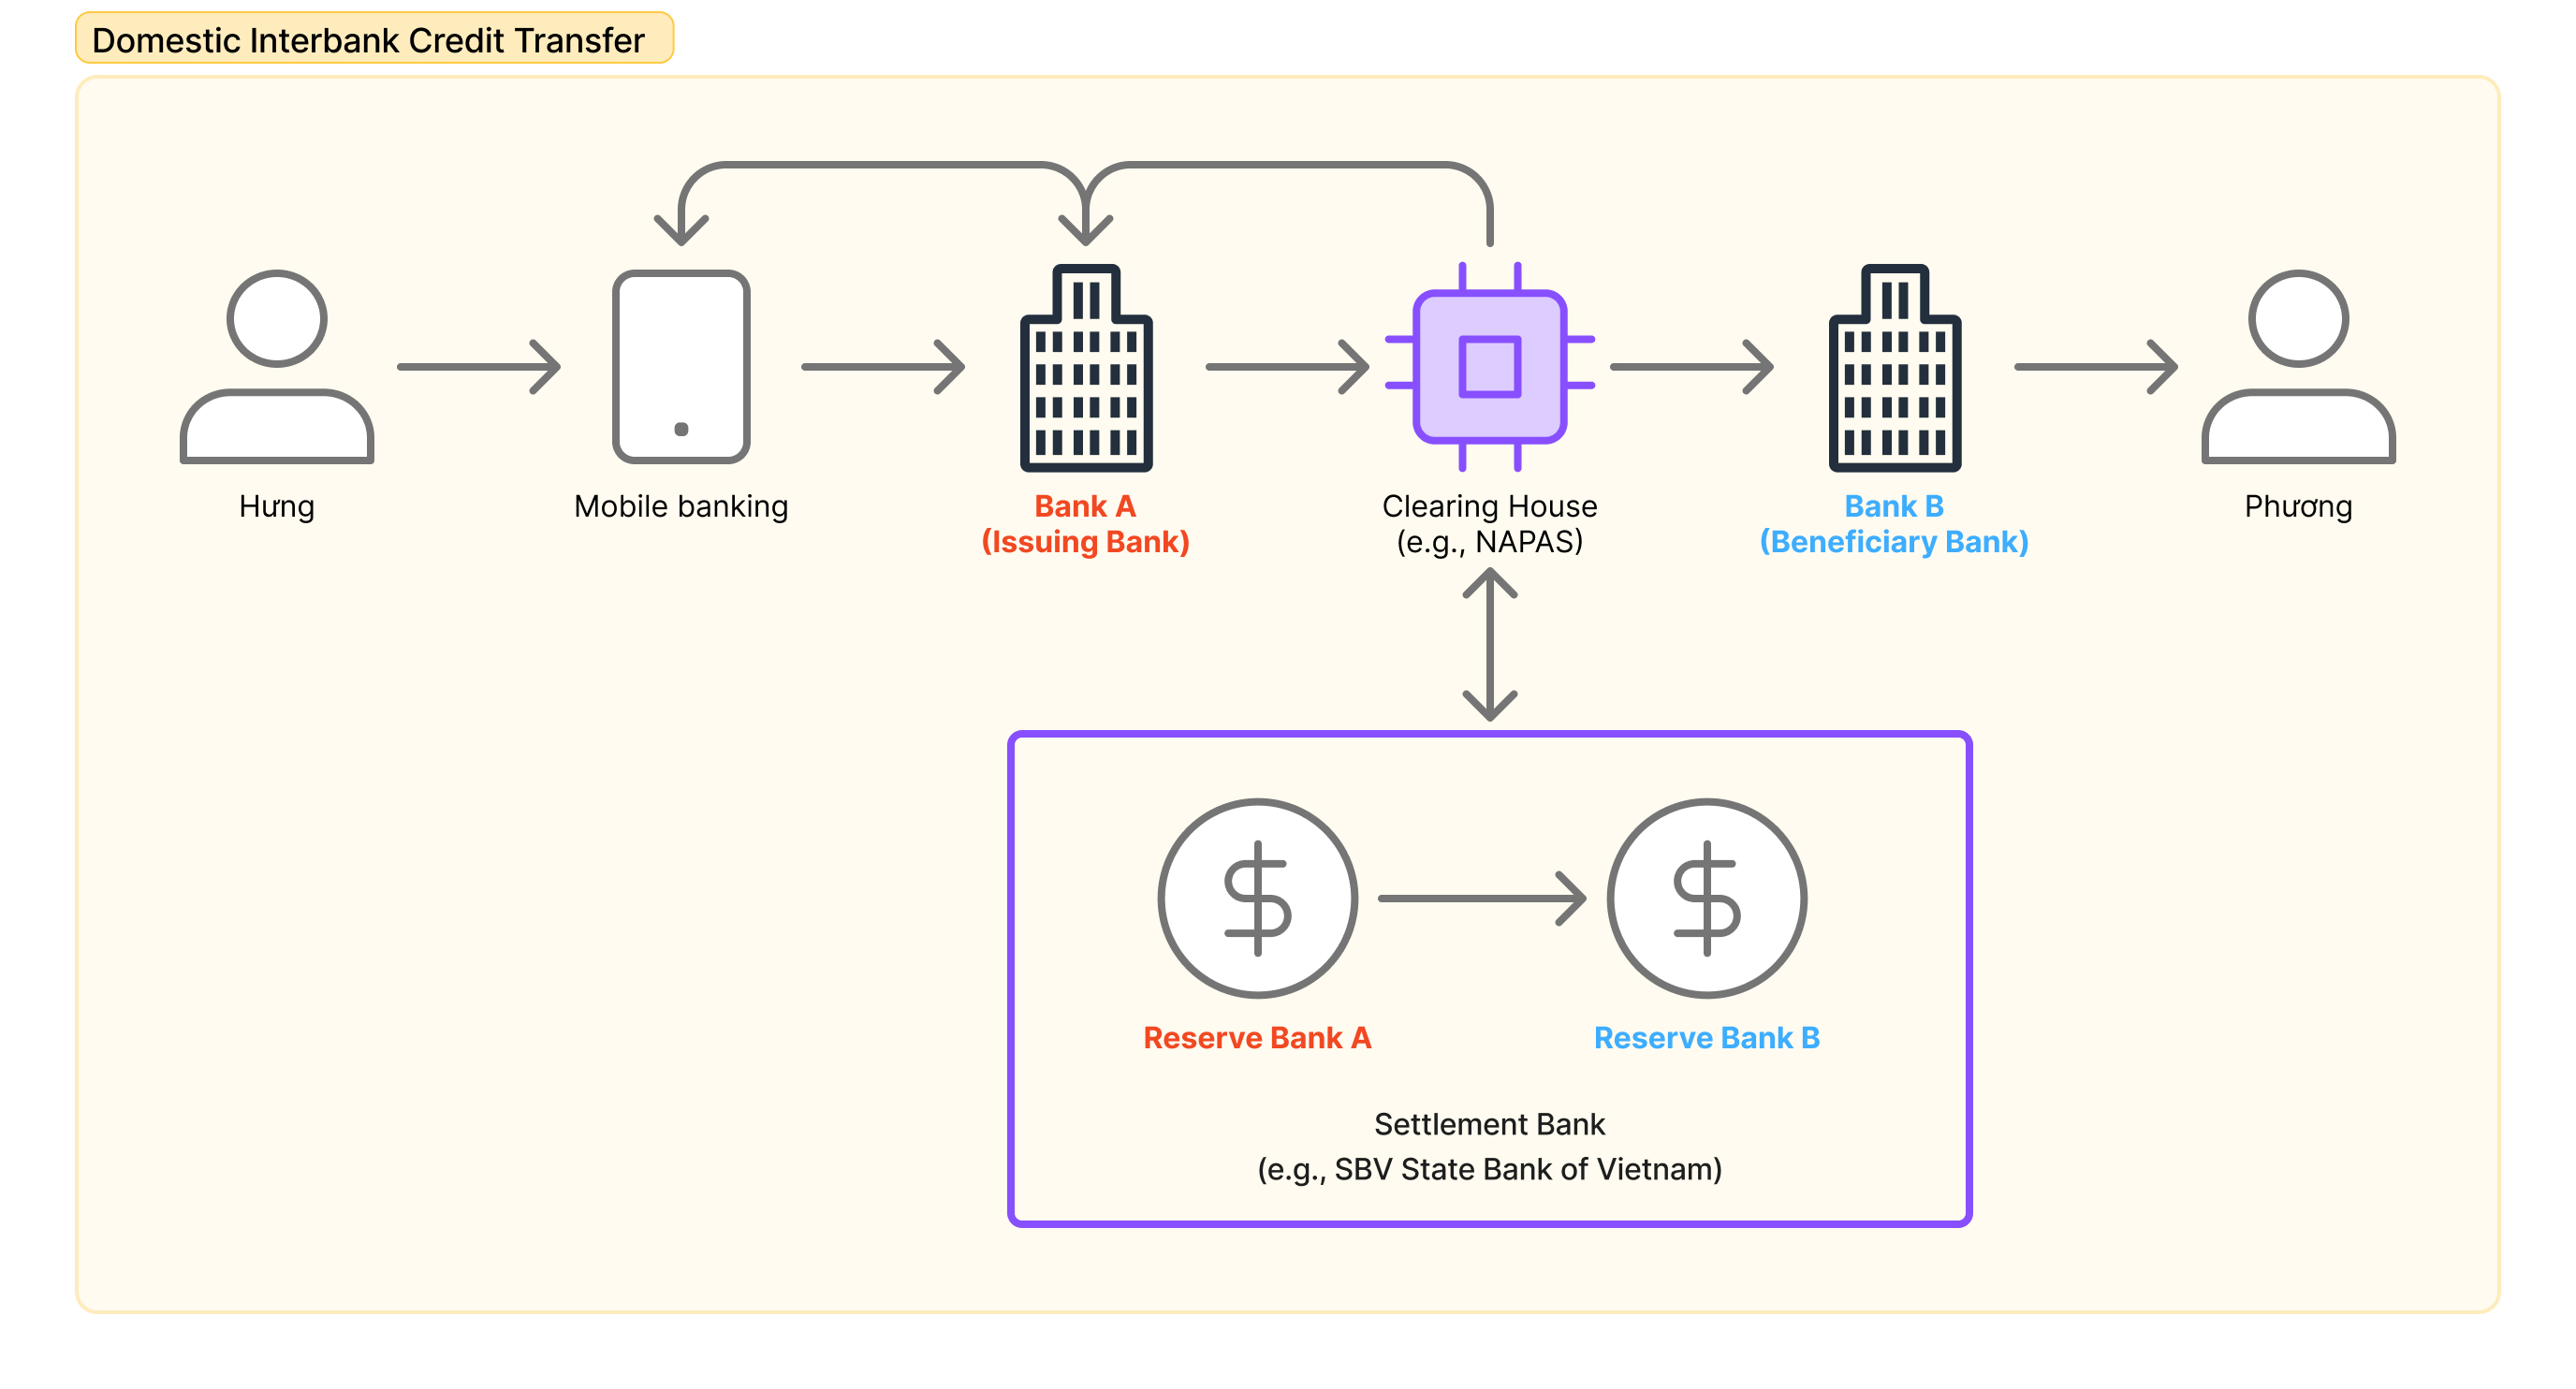 Domestic Interbank Credit Transfer
Hưng
Mobile banking
Bank A
(Issuing Bank)
Clearing House
(e.g., NAPAS)
Bank B
(Beneficiary Bank)
Phương
Reserve Bank A
Reserve Bank B
Settlement Bank
(e.g., SBV State Bank of Vietnam)